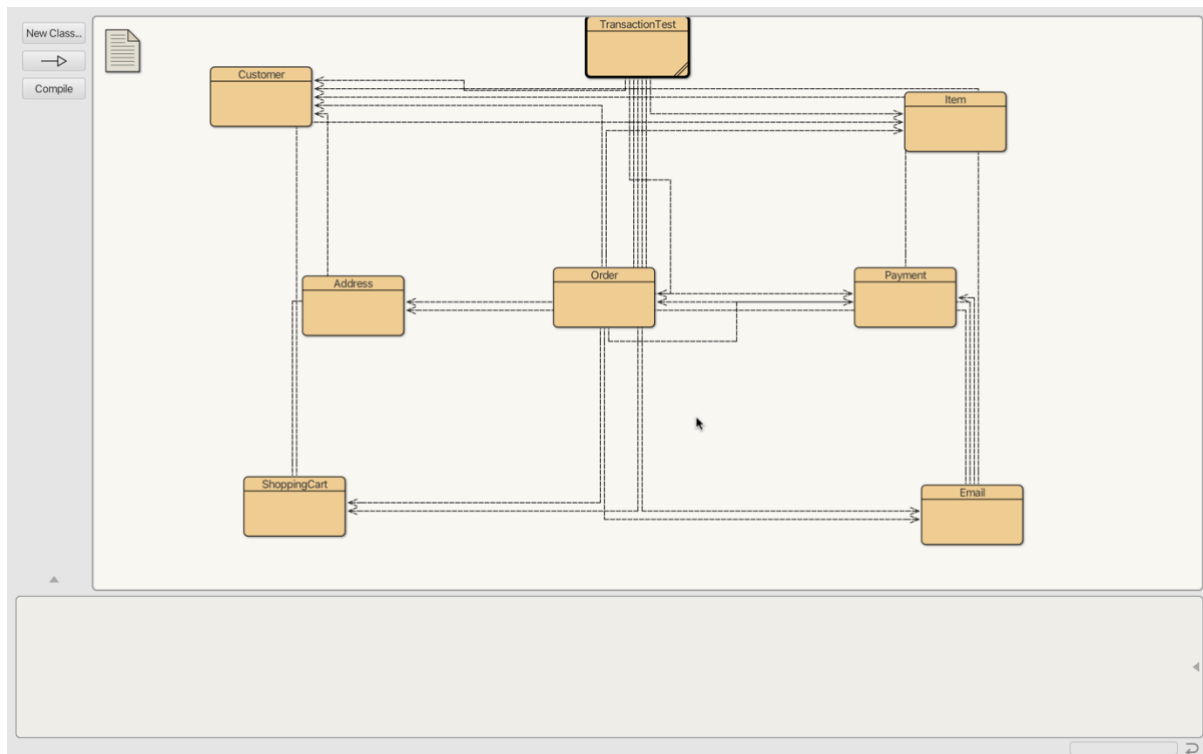 New Class...
Compile
TransactionTest
Customer
Item
Address
Order
Payment
ShoppingCart
Email